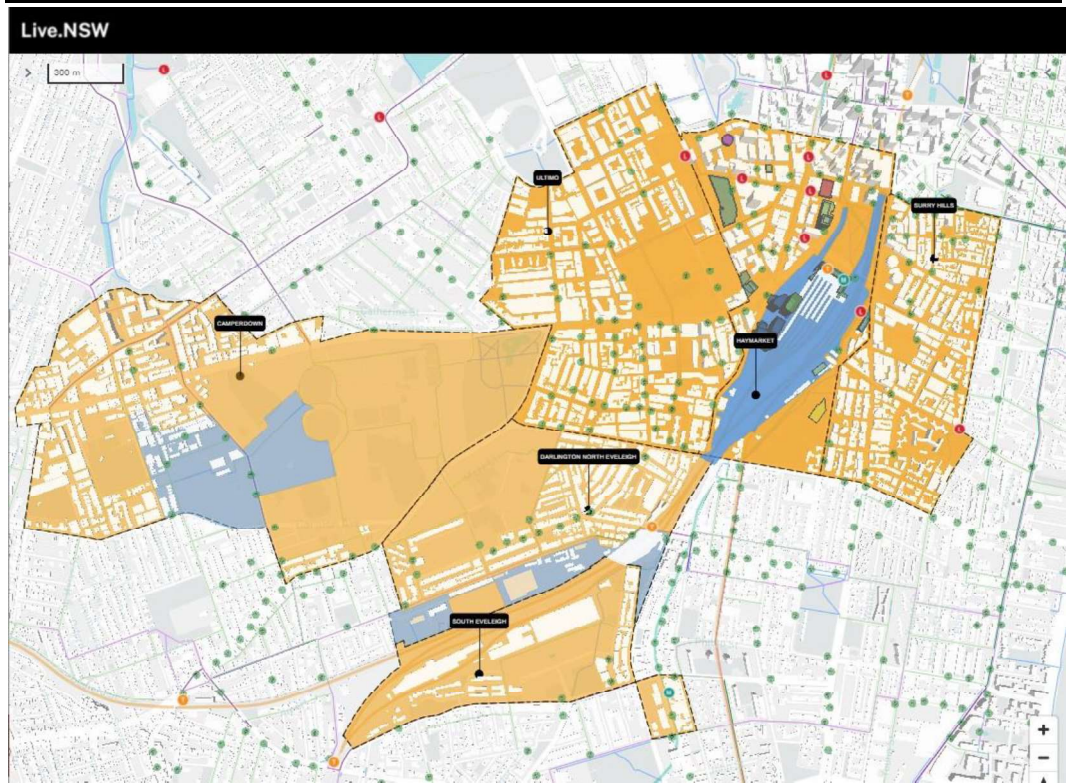 Live.NSW
300 m
ULTIMO
SURRY HILLS
CAMPERDOWN
HAYMARKET
DARLINGTON NORTH EVELEIGH
SOUTH EVELEIGH